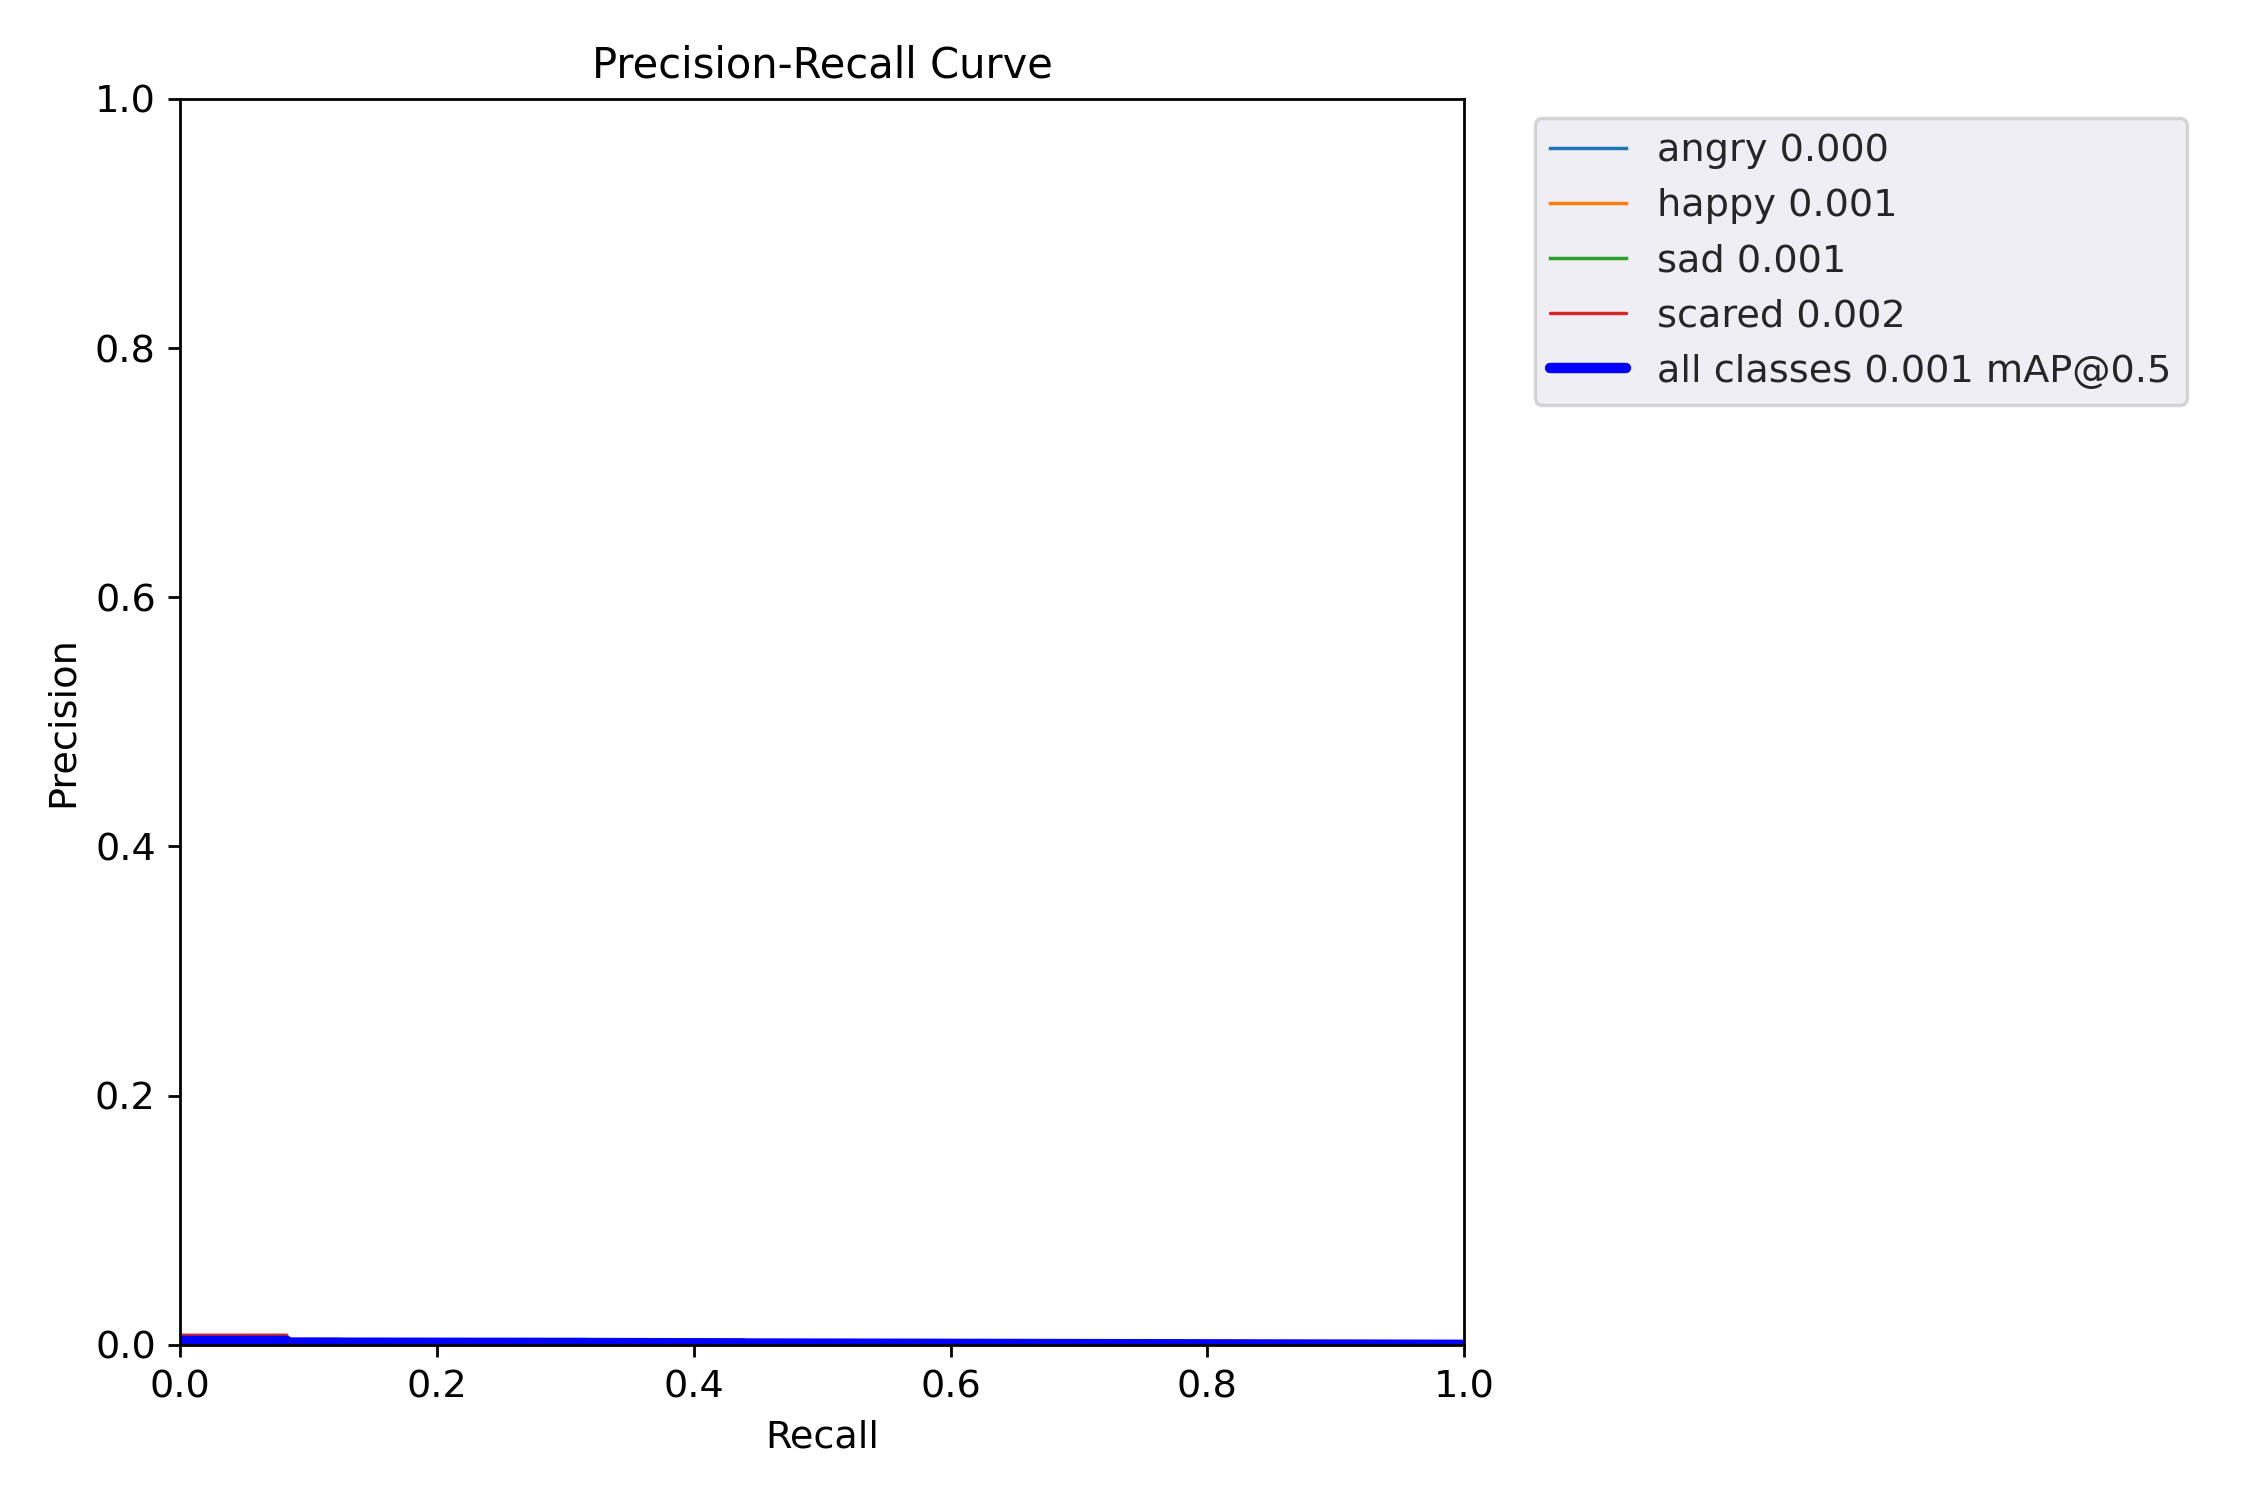 Precision-Recall Curve
1.0
0.8
0.6
0.4
0.2
0.0
Precision
0.0 0.2 0.4 0.6 0.8 1.0
Recall
angry 0.000
happy 0.001
sad 0.001
scared 0.002
all classes 0.001 mAP@0.5